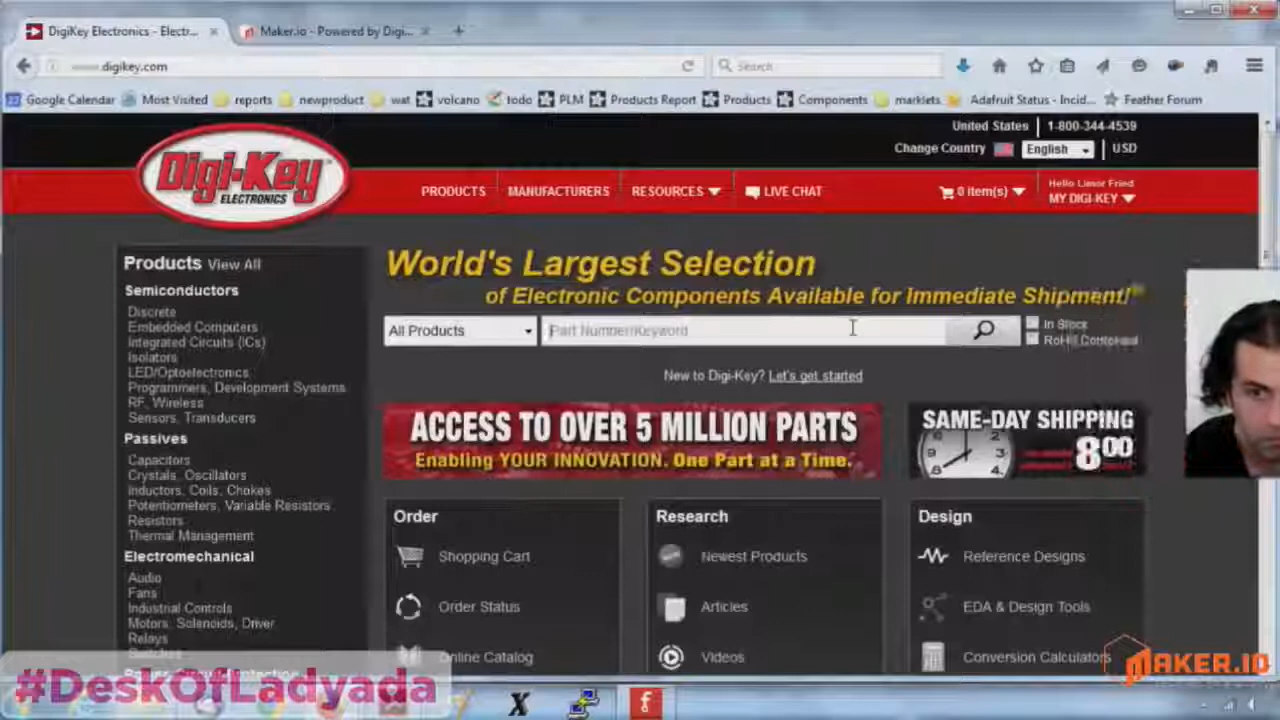 DigiKey Electronics - Electr...
Maker.io - Powered by Digi...
www.digikey.com
Search
Google Calendar
Most Visited
reports
newproduct
wat
volcano
todo
PLM
Products Report
Products
Components
marklets
Adafruit Status - Incid...
Feather Forum
United States
1-800-344-4539
Change Country
English
USD
Digi-Key
ELECTRONICS
PRODUCTS
MANUFACTURERS
RESOURCES
LIVE CHAT
0 item(s)
Hello Limor Fried
MY DIGI-KEY
Products View All
Semiconductors
Discrete
Embedded Computers
Integrated Circuits (ICs)
Isolators
LED/Optoelectronics
Programmers, Development Systems
RF, Wireless
Sensors, Transducers
Passives
Capacitors
Crystals, Oscillators
Inductors, Coils, Chokes
Potentiometers, Variable Resistors
Resistors
Thermal Management
Electromechanical
Audio
Fans
Industrial Controls
Motors, Solenoids, Driver
Relays
World's Largest Selection
of Electronic Components Available for Immediate Shipment!
All Products
Part Number/Keyword
In Stock
RoHS Compliant
New to Digi-Key? Let's get started
ACCESS TO OVER 5 MILLION PARTS
Enabling YOUR INNOVATION. One Part at a Time.
SAME-DAY SHIPPING
8:00
Order
Shopping Cart
Order Status
Online Catalog
Research
Newest Products
Articles
Videos
Design
Reference Designs
EDA & Design Tools
Conversion Calculators
#DeskOfLadyada
MAKER.IO